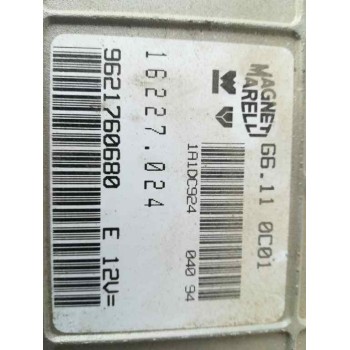 MAGNETI
MARELLI
G6.11 0C01
1A1DC924 040 94
16227.024
9621760680 E 12V=